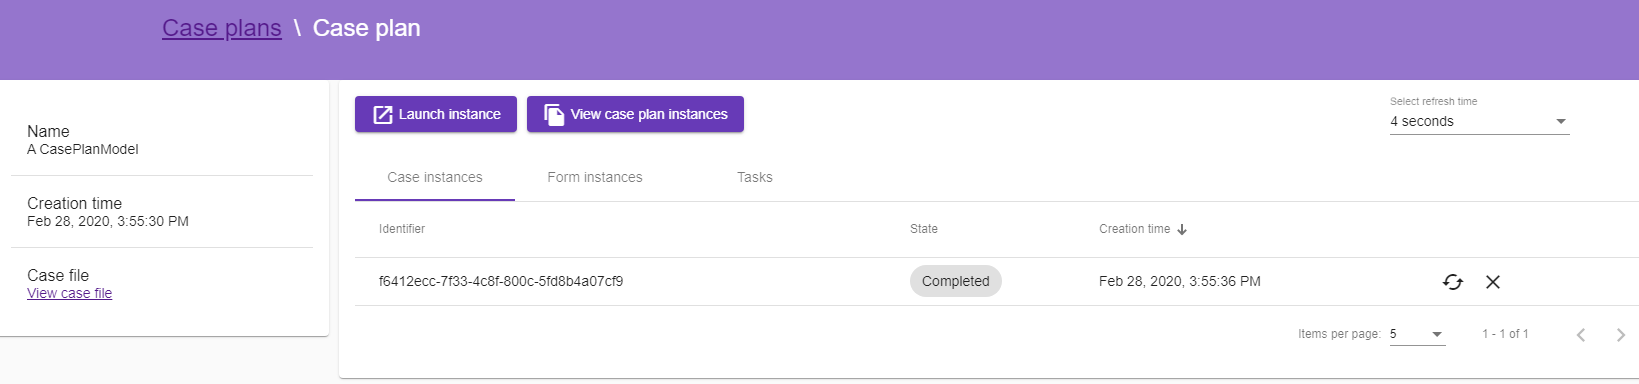 Case plans \ Case plan
Name
A CasePlanModel
Creation time
Feb 28, 2020, 3:55:30 PM
Case file
View case file
Launch instance View case plan instances
Select refresh time
4 seconds
Case instances Form instances Tasks
Identifier State Creation time
f6412ecc-7f33-4c8f-800c-5fd8b4a07cf9 Completed Feb 28, 2020, 3:55:36 PM
Items per page: 5 1 - 1 of 1